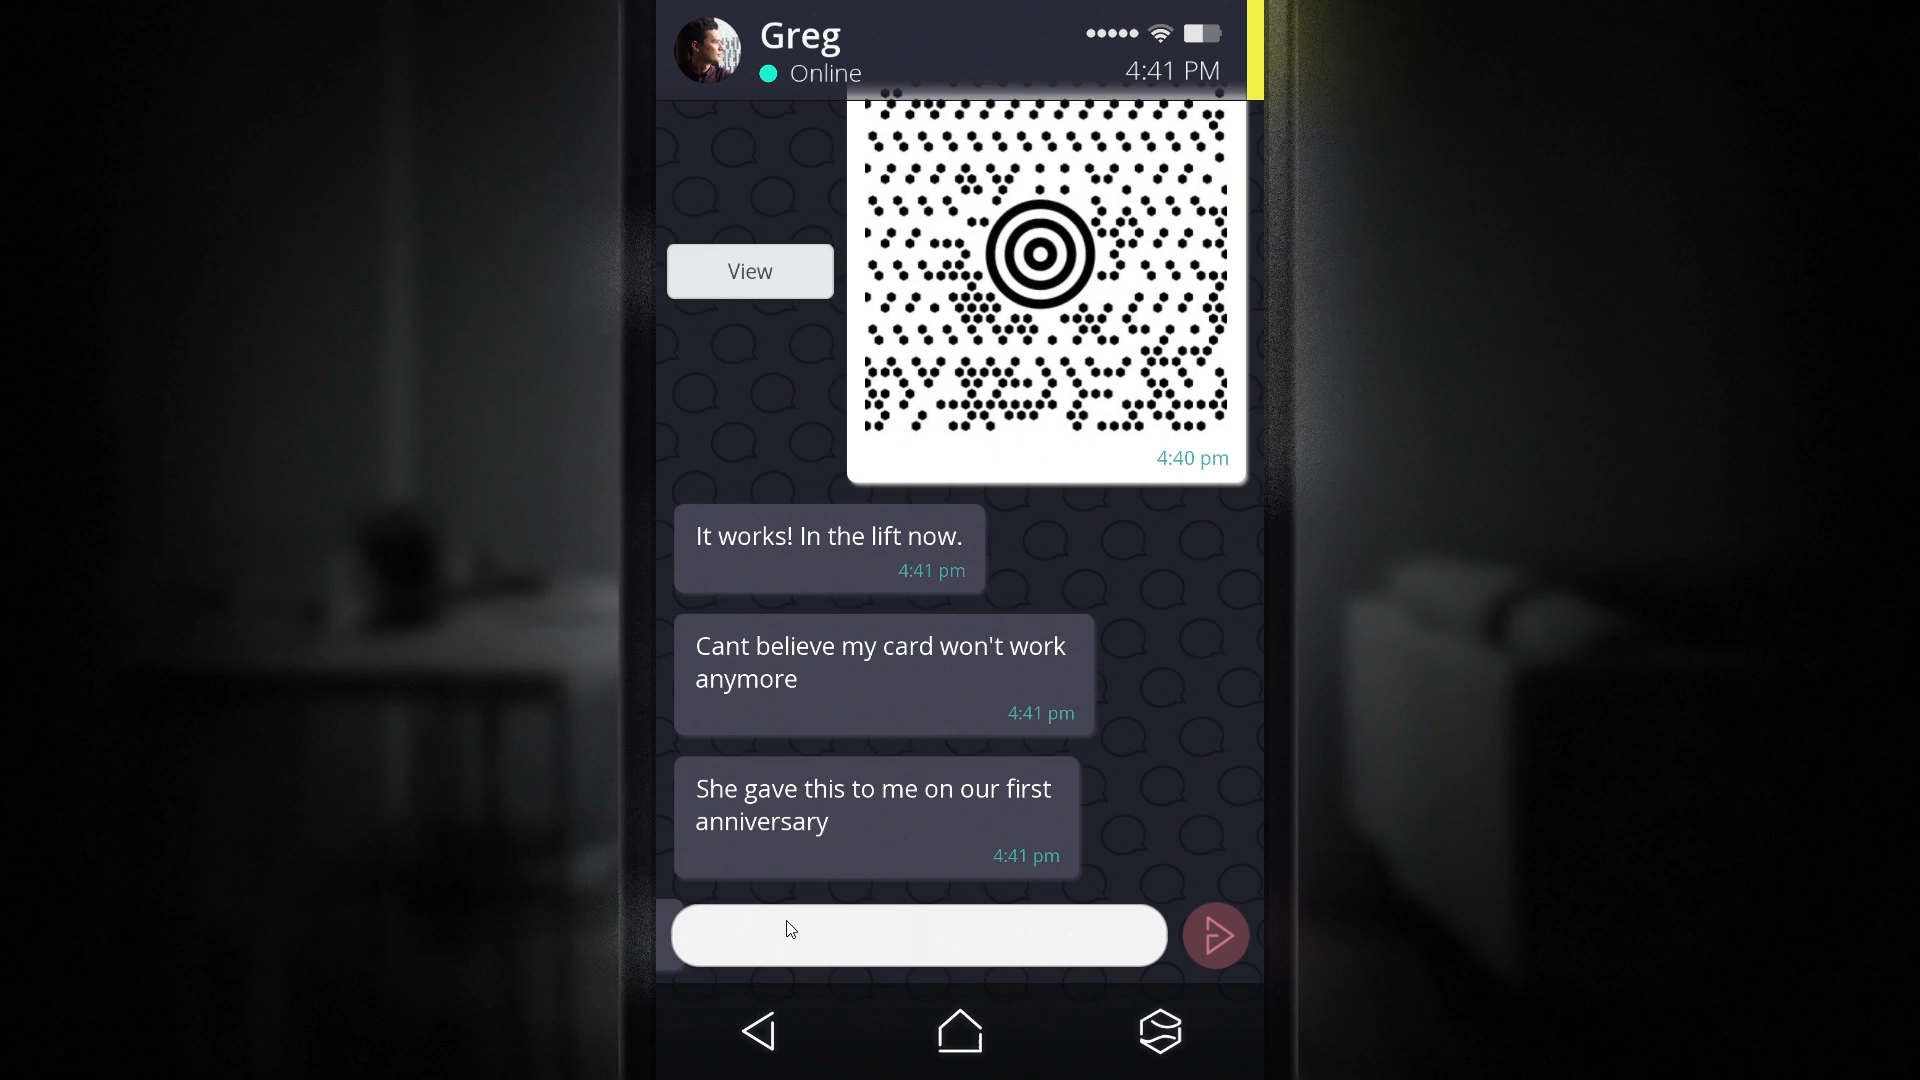 Greg
Online
4:41 PM
View
4:40 pm
It works! In the lift now.
4:41 pm
Cant believe my card won't work
anymore
4:41 pm
She gave this to me on our first
anniversary
4:41 pm